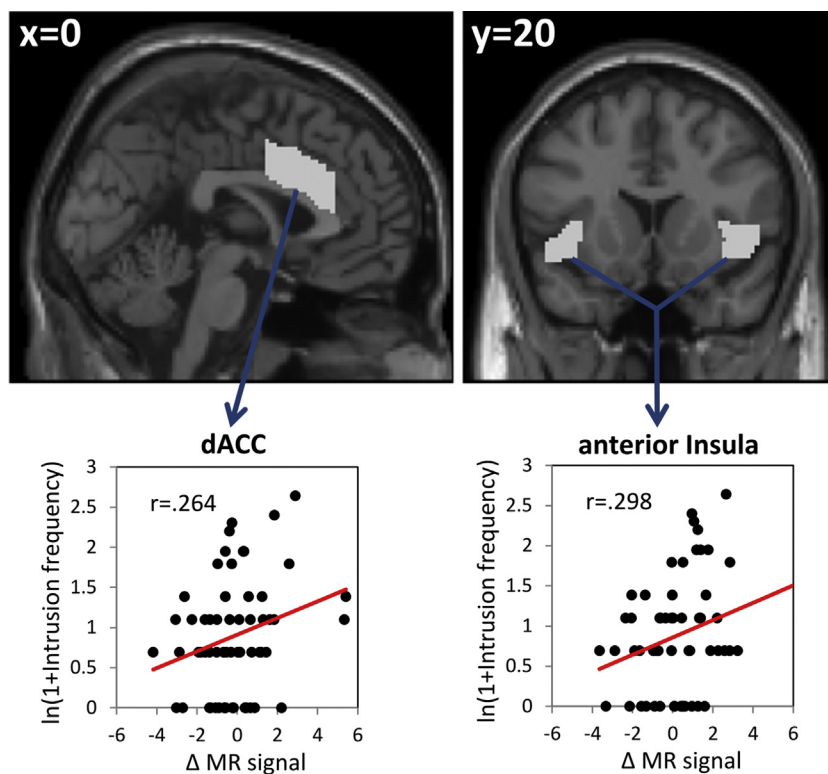 x=0
y=20
dACC
r=.264
ln(1+Intrusion frequency)
3
2.5
2
1.5
1
0.5
0
-6 -4 -2 0 2 4 6
Δ MR signal
anterior Insula
r=.298
ln(1+Intrusion frequency)
3
2.5
2
1.5
1
0.5
0
-6 -4 -2 0 2 4 6
Δ MR signal